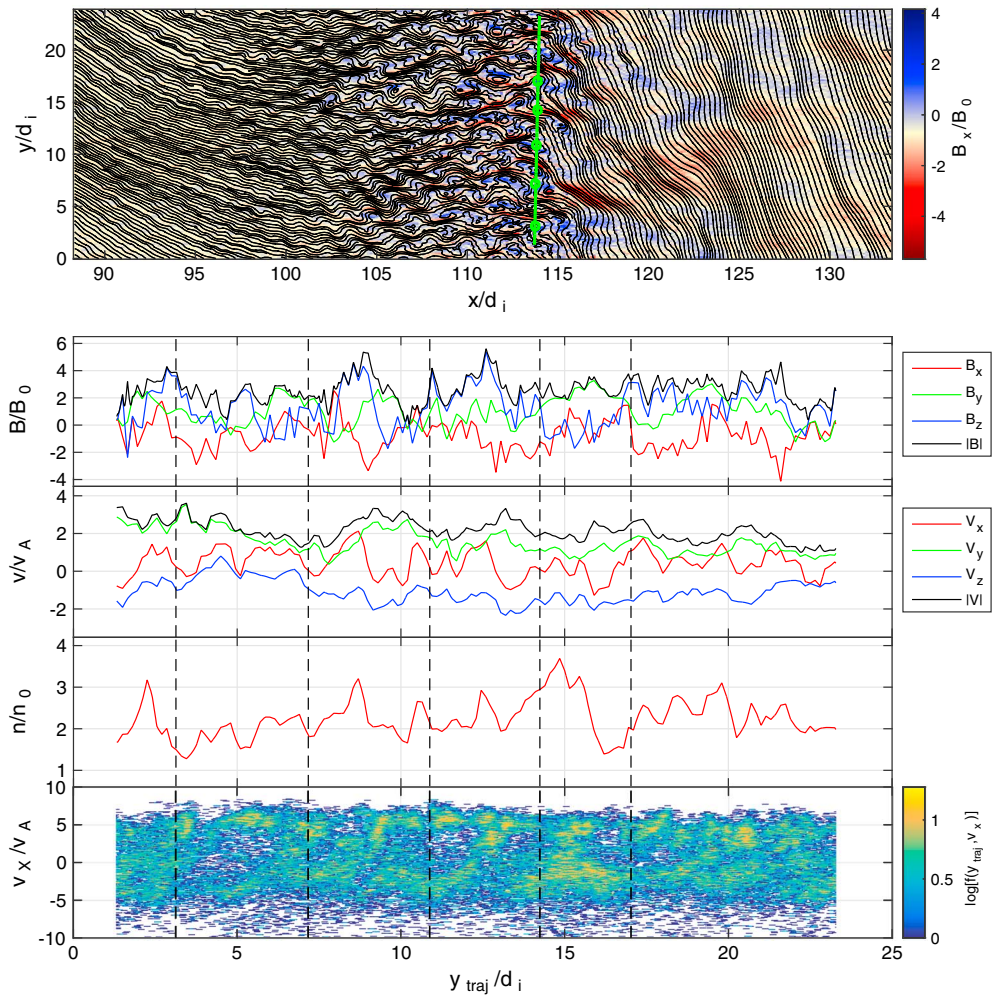 20
15
10
5
0
y/d i
90 95 100 105 110 115 120 125 130
x/d i
4
2
0
-2
-4
B x /B 0
6
4
2
0
-2
-4
B/B 0
B x
B y
B z
|B|
4
2
0
-2
v/v A
V x
V y
V z
|V|
4
3
2
1
n/n 0
10
5
0
-5
-10
v x /v A
0 5 10 15 20 25
y traj /d i
1
0.5
0
log[f(y traj ,v x )]